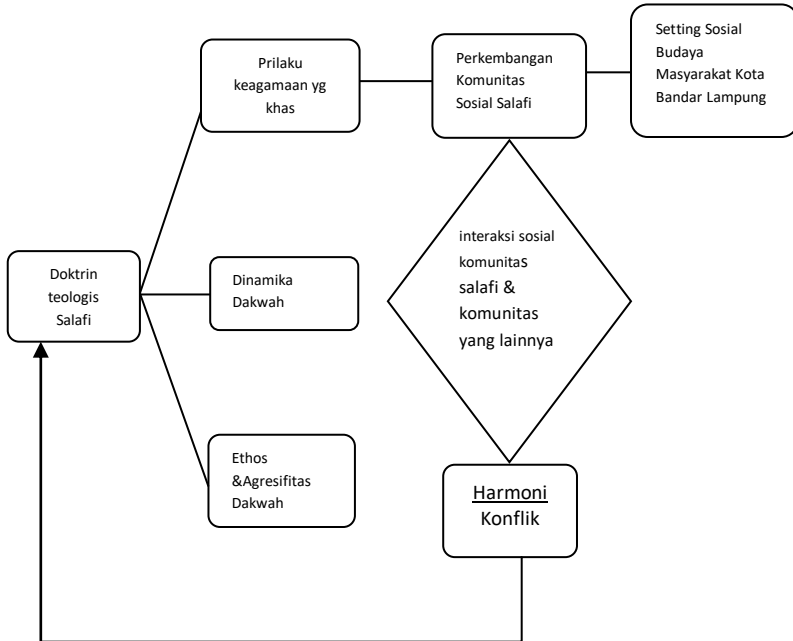 Prilaku
keagamaan yg
khas
Perkembangan
Komunitas
Sosial Salafi
Setting Sosial
Budaya
Masyarakat Kota
Bandar Lampung
Doktrin
teologis
Salafi
Dinamika
Dakwah
interaksi sosial
komunitas
salafi &
komunitas
yang lainnya
Ethos
&Agresifitas
Dakwah
Harmoni
Konflik